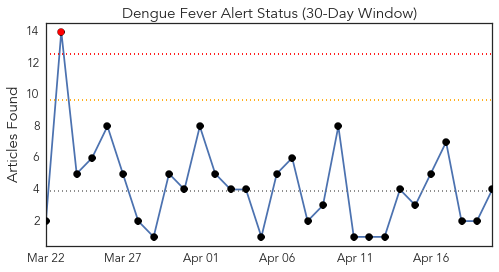 Dengue Fever Alert Status (30-Day Window)
Articles Found
14
12
10
8
6
4
2
Mar 22 Mar 27 Apr 01 Apr 06 Apr 11 Apr 16